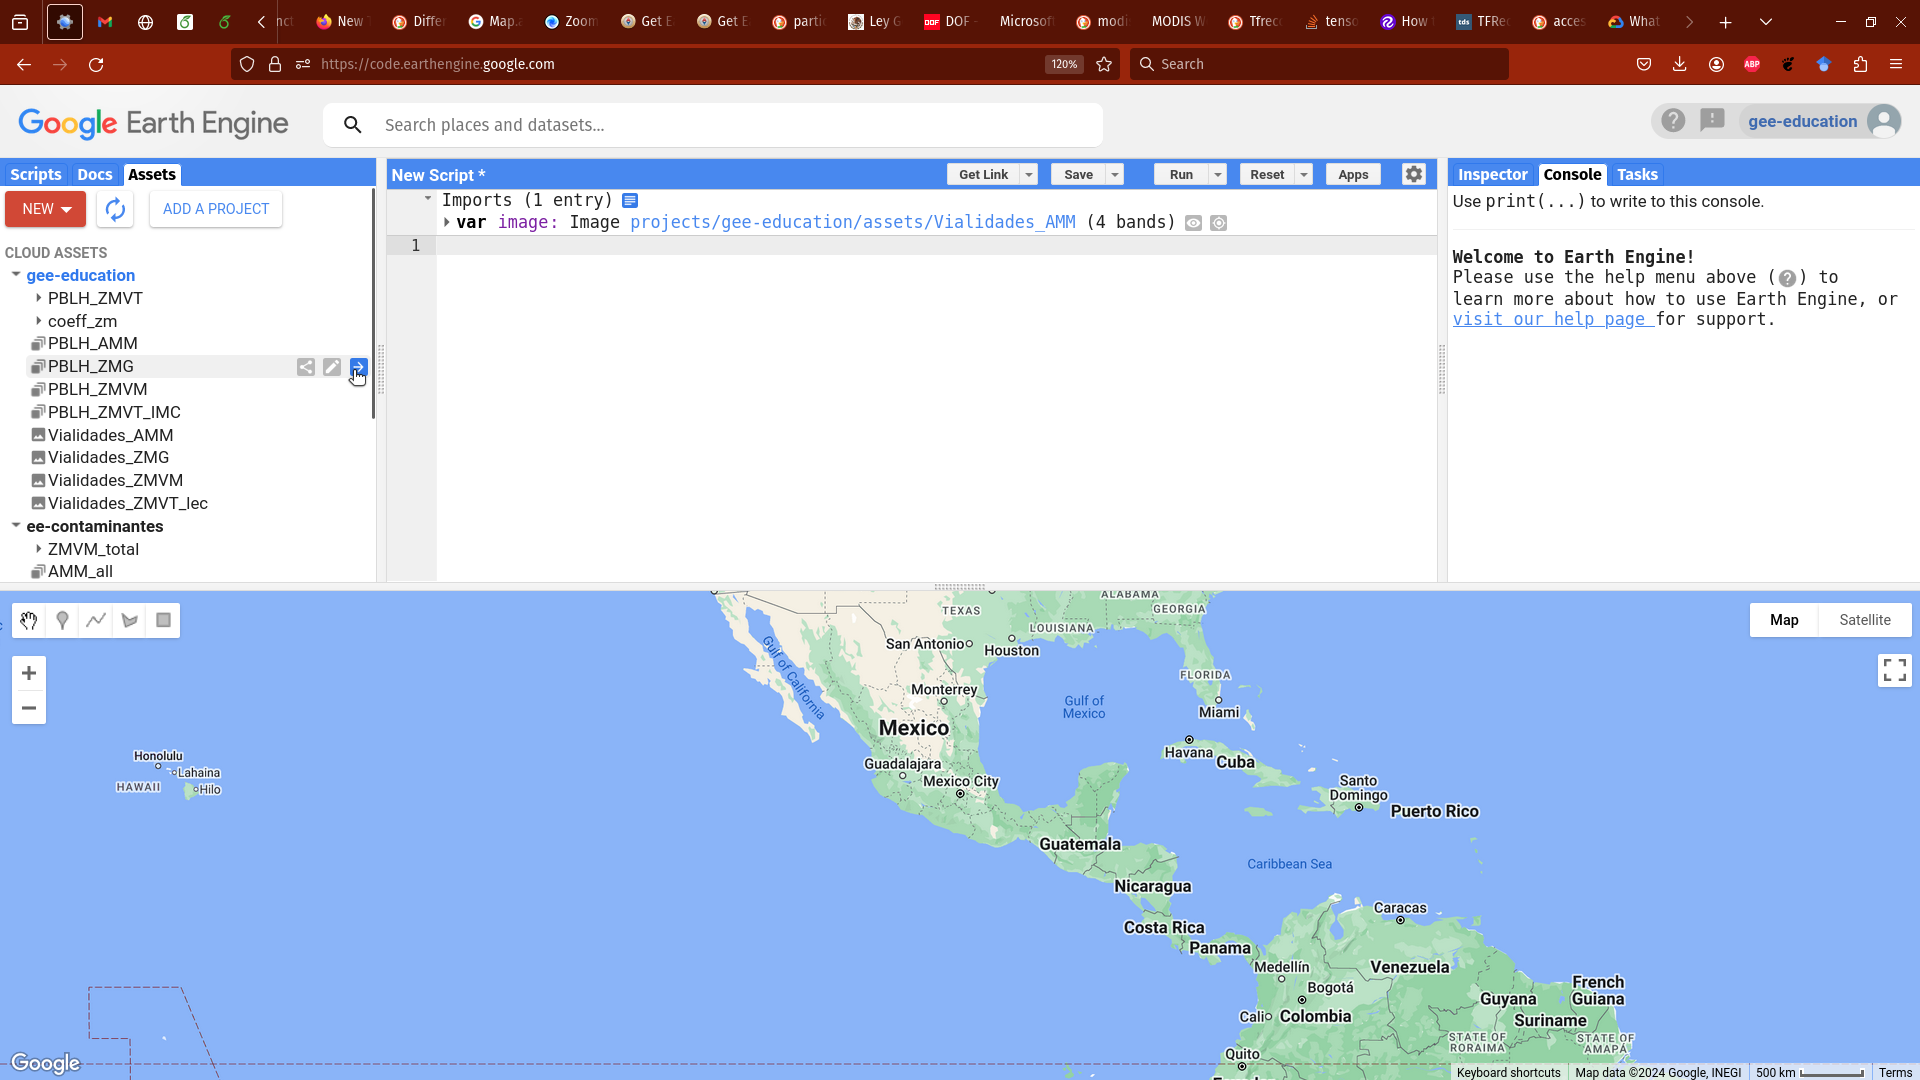 New
Differ
Map.
Zoom
Get E
Get E
partic
Ley G
DOF -
Microsoft
modi
MODIS W
Tfrec
tenso
How
TFRe
acces
What
https://code.earthengine.google.com
120%
Search
ABP
Google Earth Engine
Search places and datasets...
gee-education
Scripts Docs Assets
NEW
ADD A PROJECT
CLOUD ASSETS
gee-education
PBLH_ZMVT
coeff_zm
PBLH_AMM
PBLH_ZMG
PBLH_ZMVM
PBLH_ZMVT_IMC
Vialidades_AMM
Vialidades_ZMG
Vialidades_ZMVM
ee-contaminantes
ZMVM_total
AMM_all
New Script *
Get Link Save Run Reset Apps
Imports (1 entry)
var image: Image projects/gee-education/assets/Vialidades_AMM (4 bands)
1
Inspector Console Tasks
Use print(...) to write to this console.
Welcome to Earth Engine!
Please use the help menu above (?) to
learn more about how to use Earth Engine, or
visit our help page for support.
Map Satellite
+
−
TEXAS
ALABAMA
GEORGIA
LOUISIANA
San Antonio
Houston
Gulf of California
FLORIDA
Monterrey
Gulf of
Mexico
Miami
Mexico
Havana
Cuba
Honolulu
Lahaina
HAWAII
Hilo
Guadalajara
Mexico City
Santo
Domingo
Puerto Rico
Guatemala
Caribbean Sea
Nicaragua
Caracas
Costa Rica
Panama
Medellín
Venezuela
Bogotá
French
Guiana
Guyana
Cali
Colombia
Suriname
STATE OF
RORAIMA
STATE OF
AMAPÁ
Quito
Google
Keyboard shortcuts
Map data ©2024 Google, INEGI
500 km
Terms